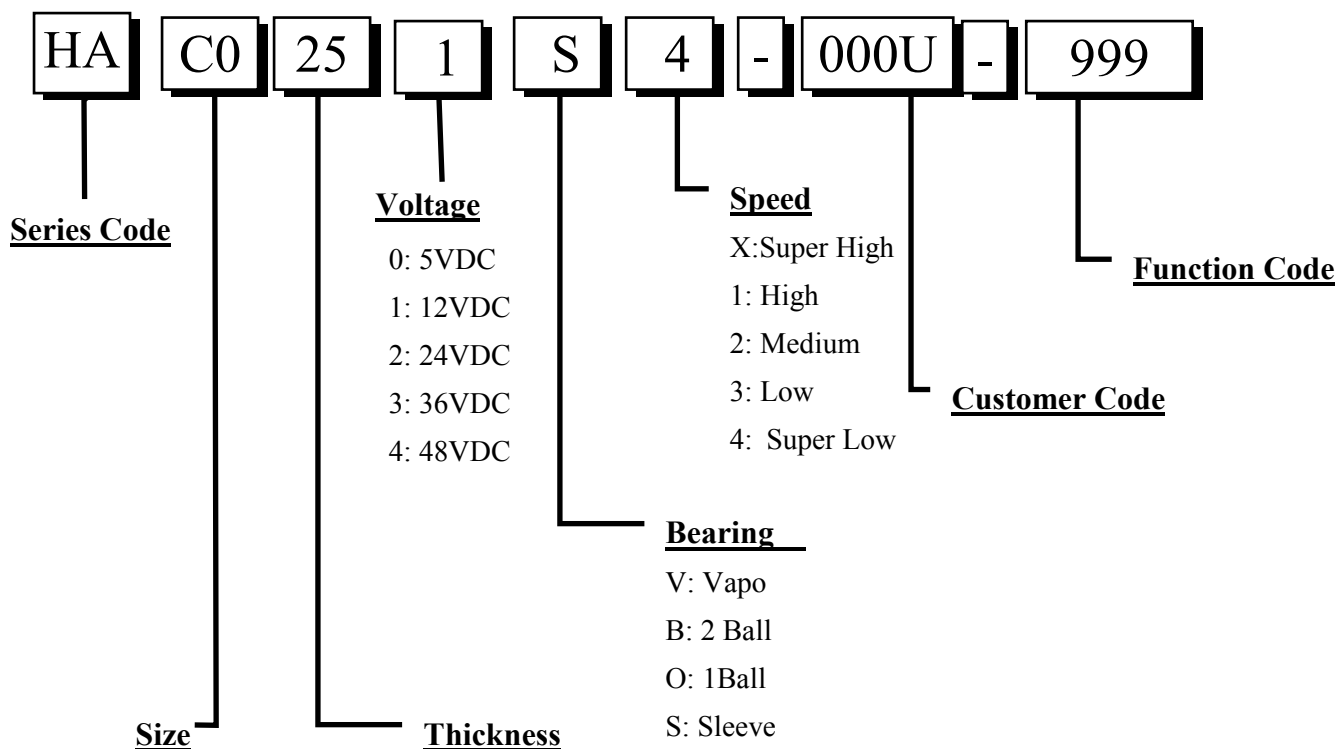 HA C0 25 1 S 4 - 000U - 999
Series Code
Voltage
0: 5VDC
1: 12VDC
2: 24VDC
3: 36VDC
4: 48VDC
Speed
X:Super High
1: High
2: Medium
3: Low
4: Super Low
Function Code
Customer Code
Bearing
V: Vapo
B: 2 Ball
O: 1Ball
S: Sleeve
Size
Thickness